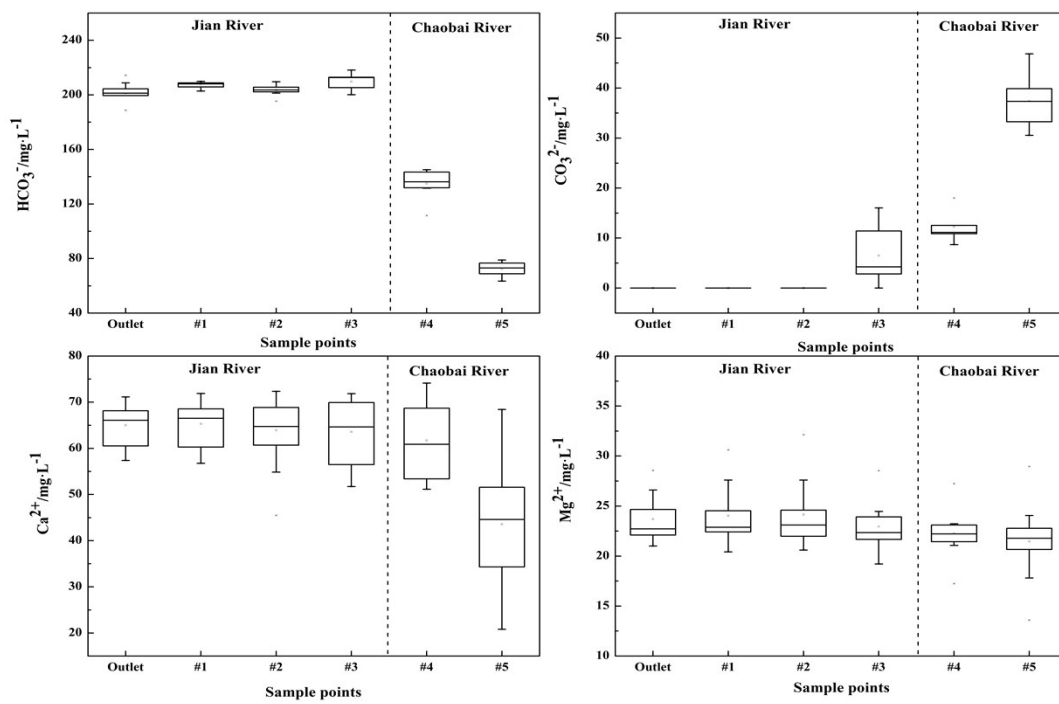 Jian River
Chaobai River
HCO3-/mg·L-1
240
200
160
120
80
40
Outlet #1 #2 #3 #4 #5
Sample points
Jian River
Chaobai River
CO32-/mg·L-1
50
40
30
20
10
0
Outlet #1 #2 #3 #4 #5
Sample points
Jian River
Chaobai River
Ca2+/mg·L-1
80
70
60
50
40
30
20
Outlet #1 #2 #3 #4 #5
Sample points
Jian River
Chaobai River
Mg2+/mg·L-1
40
35
30
25
20
15
10
Outlet #1 #2 #3 #4 #5
Sample points